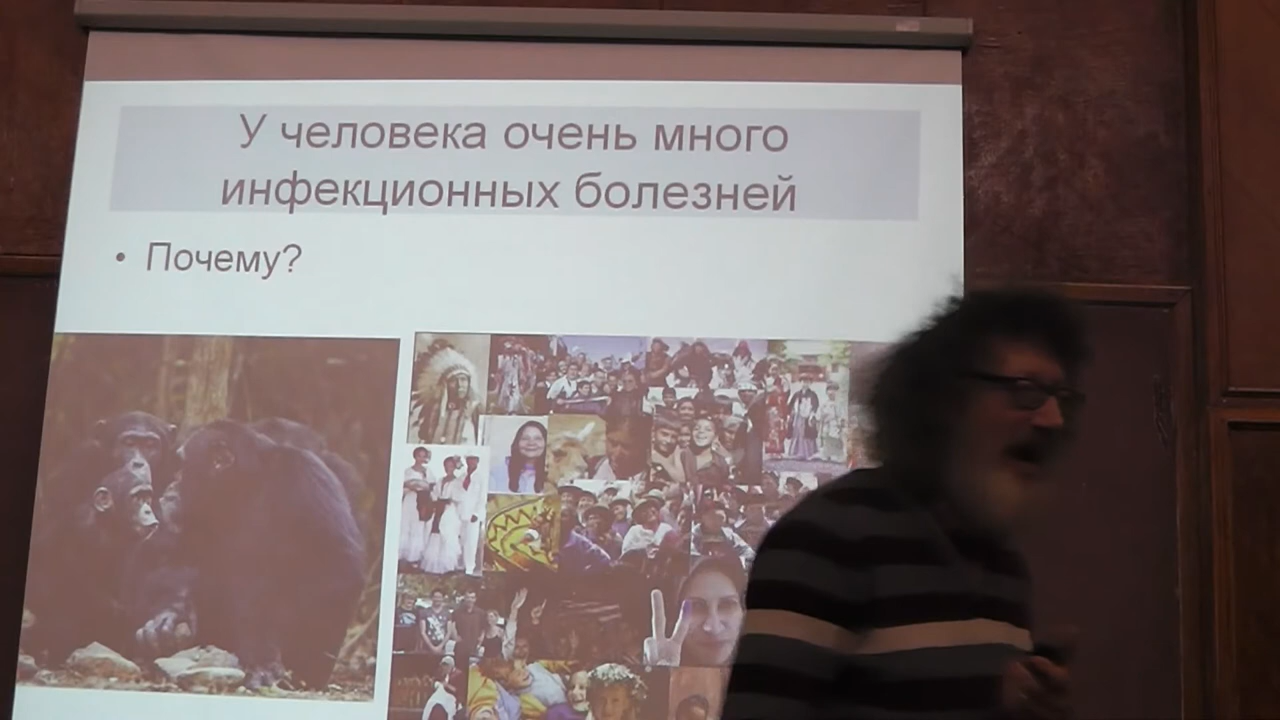 У человека очень много
инфекционных болезней
• Почему?